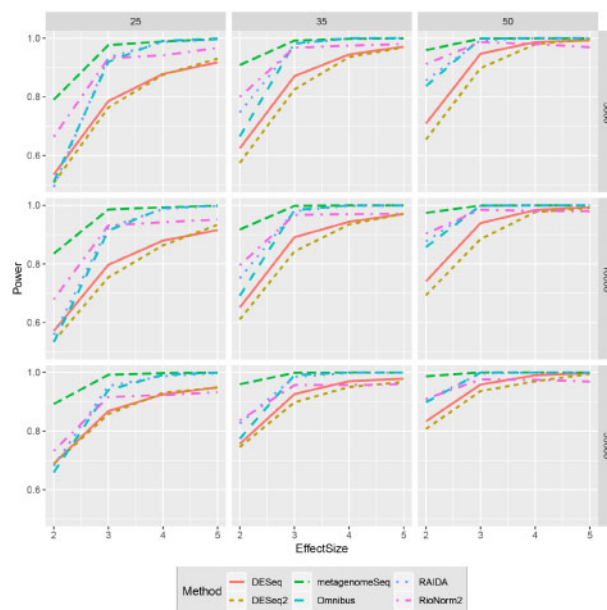 25 35 50
1.0
0.8
0.6
1.0
0.8
0.6
1.0
0.8
0.6
Power
2 3 4 5 2 3 4 5 2 3 4 5
EffectSize
Method
DESeq metagenomeSeq RAIDA
DESeq2 Omnibus RioNorm2